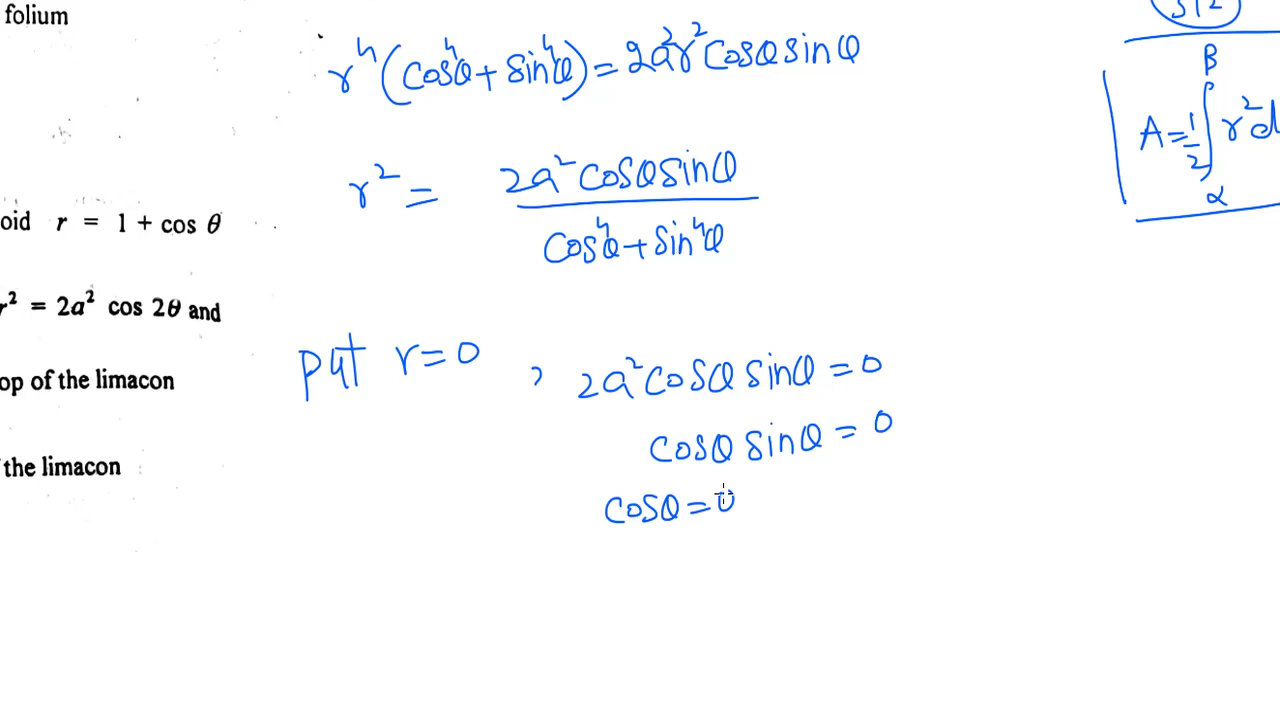 folium
r⁴(cos⁴θ + sin⁴θ) = 2a²r² cosθ sinθ
β
A = 1/2 ∫ r² d
α
r² = 2a² cosθ sinθ / cos⁴θ + sin⁴θ
oid r = 1 + cos θ
r² = 2a² cos 2θ and
put r = 0 , 2a² cosθ sinθ = 0
op of the limacon
cosθ sinθ = 0
the limacon
cosθ = 0